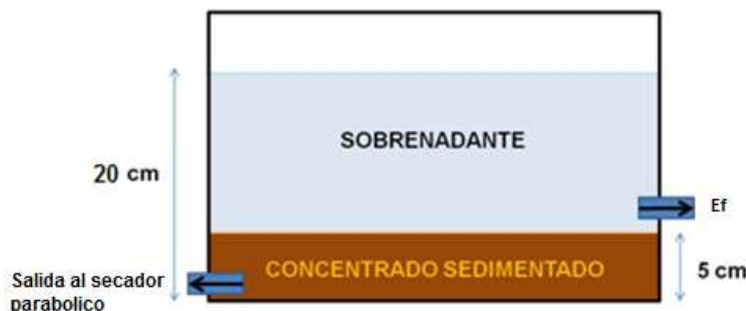 SOBRENADANTE
20 cm
Ef
CONCENTRADO SEDIMENTADO
5 cm
Salida al secador
parabolico